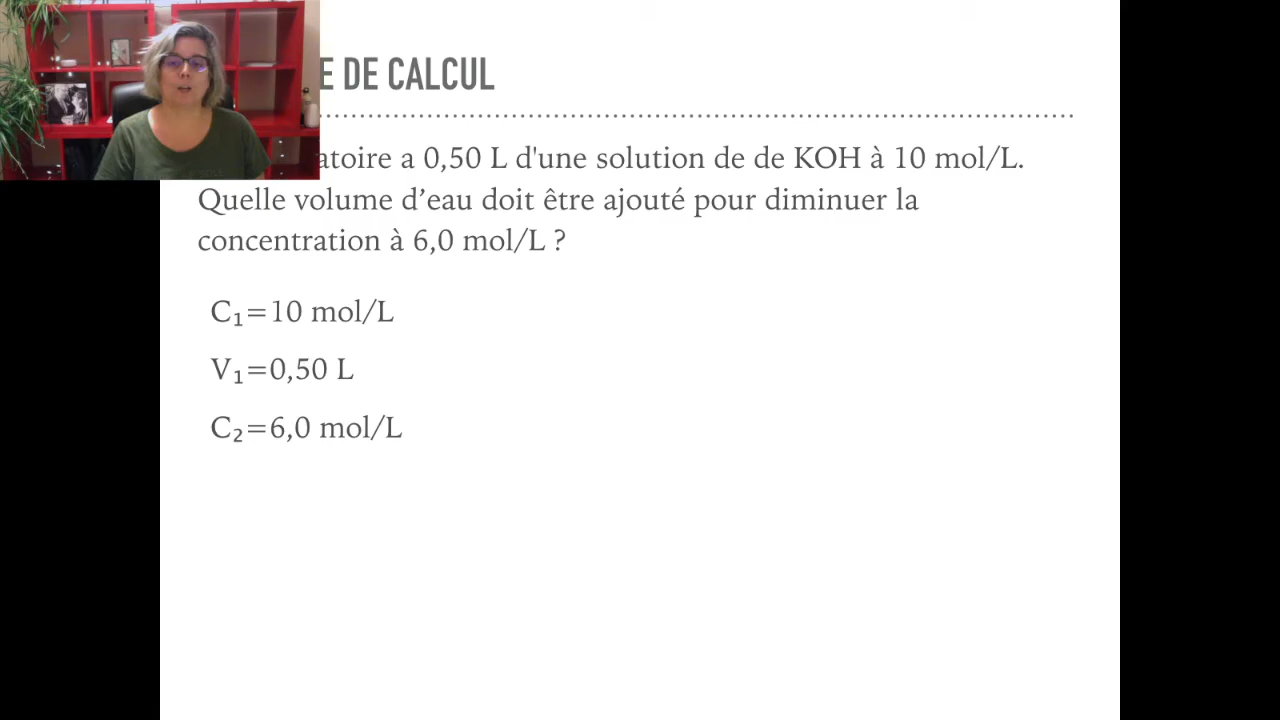 DE CALCUL
a 0,50 L d'une solution de de KOH à 10 mol/L.
Quelle volume d’eau doit être ajouté pour diminuer la
concentration à 6,0 mol/L ?
C₁=10 mol/L
V₁=0,50 L
C₂=6,0 mol/L